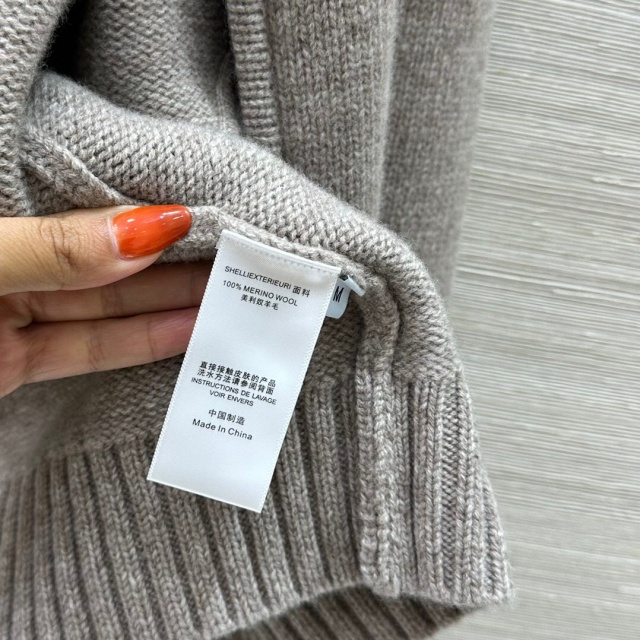 SHELL/EXTERIEUR/ 面料
100% MERINO WOOL
美利奴羊毛
直接接触皮肤的产品
洗水方法请参阅背面
INSTRUCTIONS DE LAVAGE
VOIR ENVERS
中国制造
Made In China
M